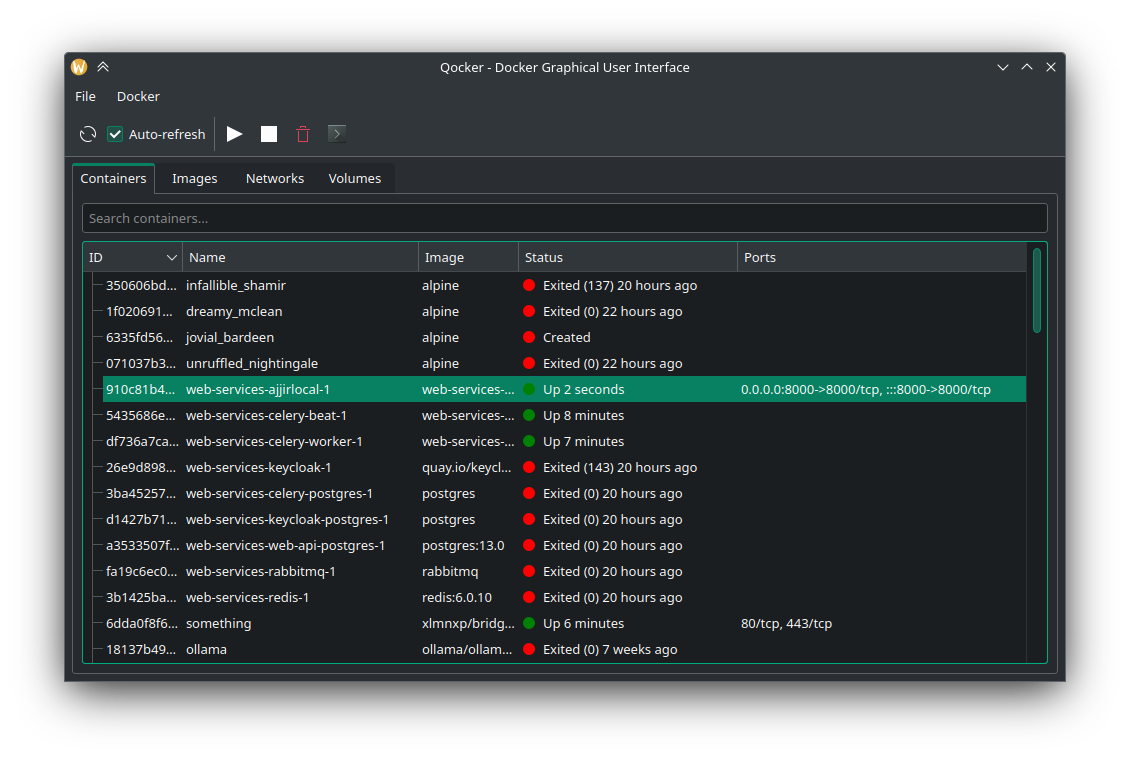 Qocker - Docker Graphical User Interface
File Docker
Auto-refresh
Containers Images Networks Volumes
Search containers...
ID Name Image Status Ports
350606bd... infallible_shamir alpine Exited (137) 20 hours ago
1f020691... dreamy_mclean alpine Exited (0) 22 hours ago
6335fd56... jovial_bardeen alpine Created
071037b3... unruffled_nightingale alpine Exited (0) 22 hours ago
910c81b4... web-services-ajjirlocal-1 web-services-... Up 2 seconds 0.0.0.0:8000->8000/tcp, :::8000->8000/tcp
5435686e... web-services-celery-beat-1 web-services-... Up 8 minutes
df736a7ca... web-services-celery-worker-1 web-services-... Up 7 minutes
26e9d898... web-services-keycloak-1 quay.io/keycl... Exited (143) 20 hours ago
3ba45257... web-services-celery-postgres-1 postgres Exited (0) 20 hours ago
d1427b71... web-services-keycloak-postgres-1 postgres Exited (0) 20 hours ago
a3533507f... web-services-web-api-postgres-1 postgres:13.0 Exited (0) 20 hours ago
fa19c6ec0... web-services-rabbitmq-1 rabbitmq Exited (0) 20 hours ago
3b1425ba... web-services-redis-1 redis:6.0.10 Exited (0) 20 hours ago
6dda0f8f6... something xlmnxp/bridg... Up 6 minutes 80/tcp, 443/tcp
18137b49... ollama ollama/ollam... Exited (0) 7 weeks ago